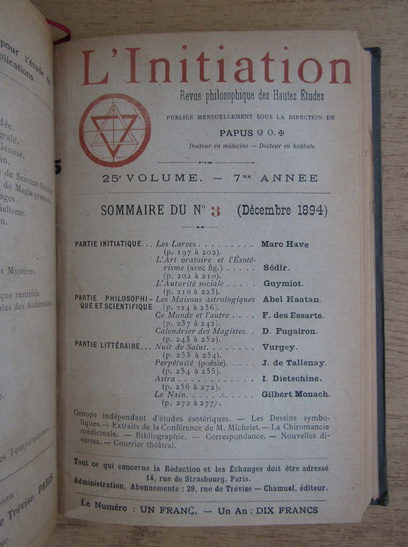 pour l'étude de
plications
L'Initiation
Revue philosophique des Hautes Études
PUBLIÉE MENSUELLEMENT SOUS LA DIRECTION DE
PAPUS O. ✠
Docteur en médecine — Docteur en kabbale
25e VOLUME. — 7me ANNÉE
SOMMAIRE DU No 3 (Décembre 1894)
PARTIE INITIATIQUE... Les Larves......... Marc Have
(p. 197 à 202).
L'Art oratoire et l'Ésoté-
risme (avec fig.)..... Sédir.
(p. 202 à 210).
L'Autorité sociale.... Guymiot.
(p. 210 à 223).
PARTIE PHILOSOPHI- Les Maisons astrologiques Abel Haatan.
QUE ET SCIENTIFIQUE (p. 224 à 236).
Ce Monde et l'autre.... F. des Essarts.
(p. 237 à 242).
Calendrier des Magistes. D. Fugairon.
(p. 243 à 252).
PARTIE LITTÉRAIRE... Nuit de Salut...... Vurgey.
(p. 253 à 254).
Perpétuité (poésie).... J. de Tallenay.
(p. 254 à 255).
Astra............ I. Dietschine.
(p. 256 à 272).
Le Nain.......... Gilbert Monach.
(p. 272 à 277).
Groupe indépendant d'études ésotériques. — Les Dessins symbo-
liques. — Extraits de la Conférence de M. Michelet. — La Chiromancie
médicinale. — Bibliographie. — Correspondance. — Nouvelles di-
verses. — Courrier théâtral.
Tout ce qui concerne la Rédaction et les Échanges doit être adressé
14, rue de Strasbourg, Paris.
Administration. Abonnements : 29, rue de Trévise. — Chamuel, éditeur.
Le Numéro : UN FRANC. — Un An : DIX FRANCS